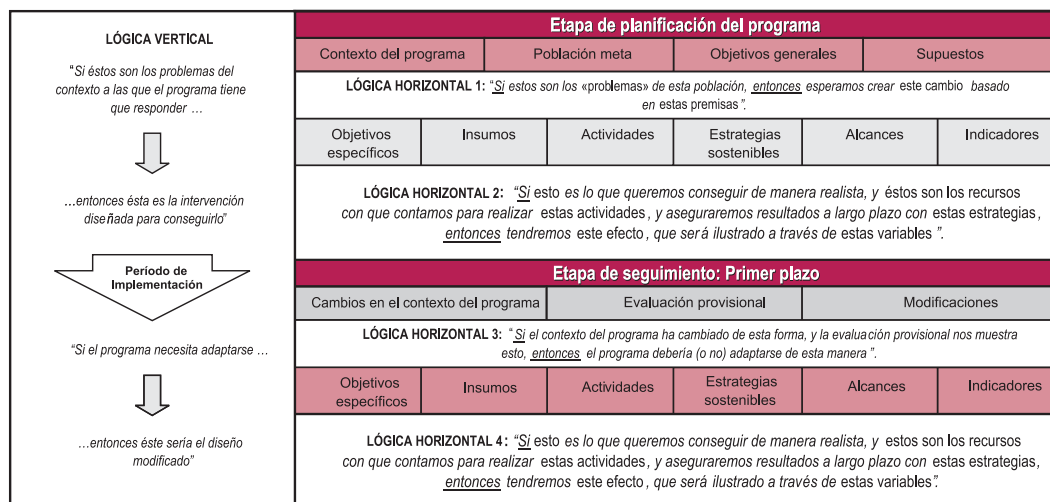 LÓGICA VERTICAL
"Si éstos son los problemas del
contexto a las que el programa tiene
que responder ...
...entonces ésta es la intervención
diseñada para conseguirlo"
Período de
Implementación
"Si el programa necesita adaptarse ...
...entonces éste sería el diseño
modificado"
Etapa de planificación del programa
Contexto del programa
Población meta
Objetivos generales
Supuestos
LÓGICA HORIZONTAL 1: "Si estos son los «problemas» de esta población, entonces esperamos crear este cambio basado
en estas premisas".
Objetivos
específicos
Insumos
Actividades
Estrategias
sostenibles
Alcances
Indicadores
LÓGICA HORIZONTAL 2: "Si esto es lo que queremos conseguir de manera realista, y éstos son los recursos
con que contamos para realizar estas actividades, y aseguraremos resultados a largo plazo con estas estrategias,
entonces tendremos este efecto, que será ilustrado a través de estas variables".
Etapa de seguimiento: Primer plazo
Cambios en el contexto del programa
Evaluación provisional
Modificaciones
LÓGICA HORIZONTAL 3: "Si el contexto del programa ha cambiado de esta forma, y la evaluación provisional nos muestra
esto, entonces el programa debería (o no) adaptarse de esta manera".
Objetivos
específicos
Insumos
Actividades
Estrategias
sostenibles
Alcances
Indicadores
LÓGICA HORIZONTAL 4: "Si esto es lo que queremos conseguir de manera realista, y éstos son los recursos
con que contamos para realizar estas actividades, y aseguraremos resultados a largo plazo con estas estrategias,
entonces tendremos este efecto, que será ilustrado a través de estas variables".